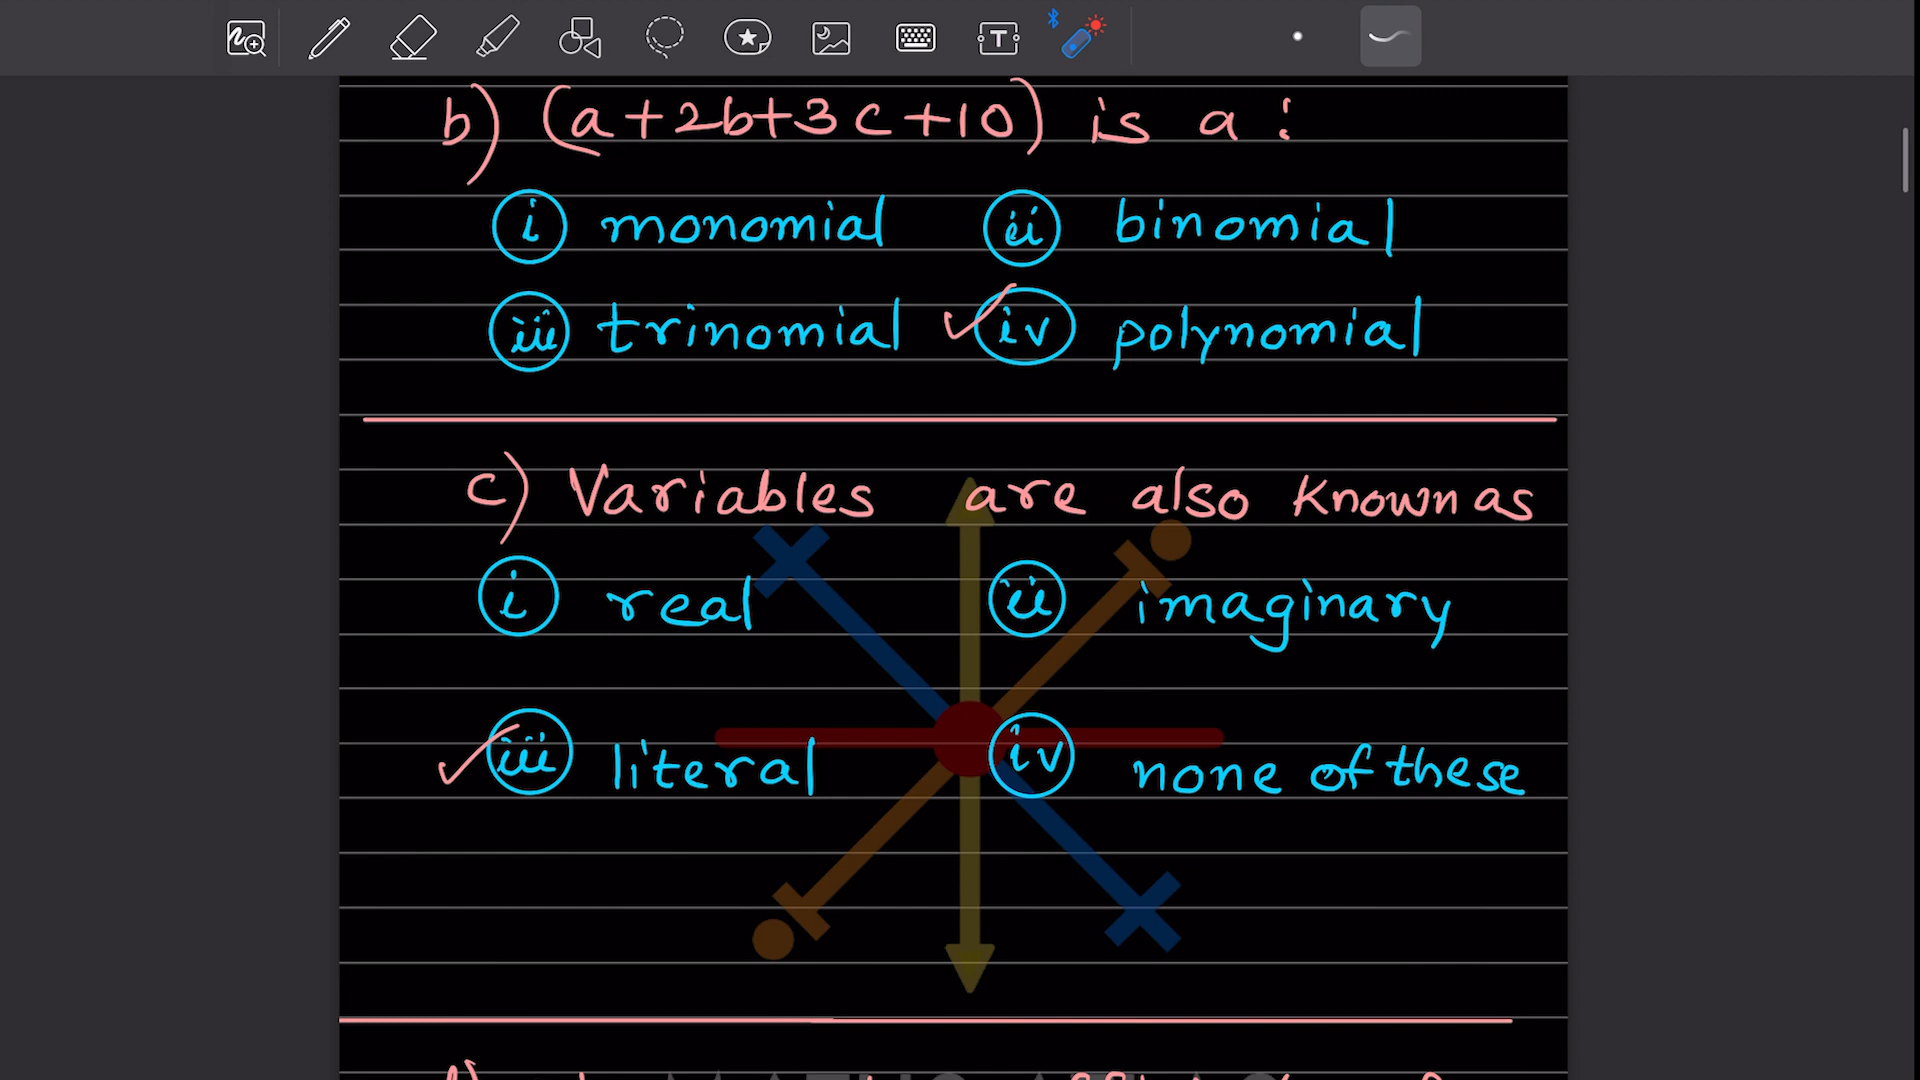 b) (a+2b+3c+10) is a :
i monomial ii binomial
iii trinomial iv polynomial
c) Variables are also known as
i real ii imaginary
iii literal iv none of these